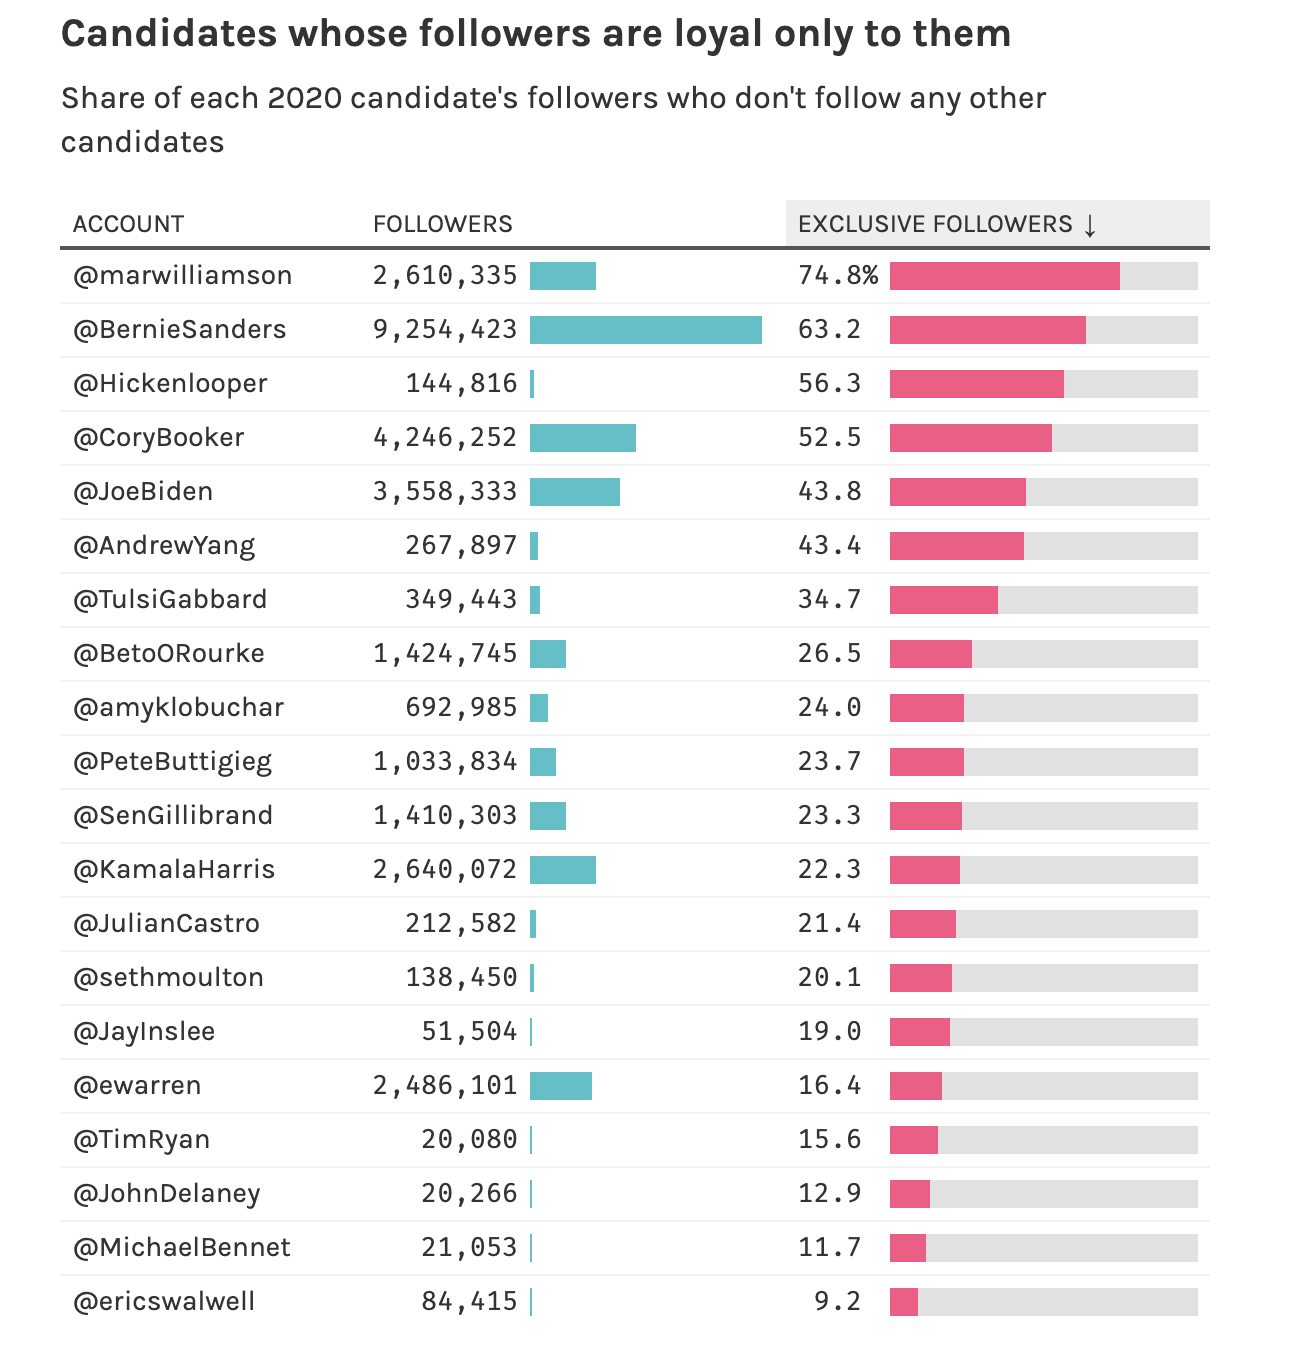 Candidates whose followers are loyal only to them
Share of each 2020 candidate's followers who don't follow any other
candidates
ACCOUNT FOLLOWERS EXCLUSIVE FOLLOWERS ↓
@marwilliamson 2,610,335 74.8%
@BernieSanders 9,254,423 63.2
@Hickenlooper 144,816 56.3
@CoryBooker 4,246,252 52.5
@JoeBiden 3,558,333 43.8
@AndrewYang 267,897 43.4
@TulsiGabbard 349,443 34.7
@BetoORourke 1,424,745 26.5
@amyklobuchar 692,985 24.0
@PeteButtigieg 1,033,834 23.7
@SenGillibrand 1,410,303 23.3
@KamalaHarris 2,640,072 22.3
@JulianCastro 212,582 21.4
@sethmoulton 138,450 20.1
@JayInslee 51,504 19.0
@ewarren 2,486,101 16.4
@TimRyan 20,080 15.6
@JohnDelaney 20,266 12.9
@MichaelBennet 21,053 11.7
@ericswalwell 84,415 9.2